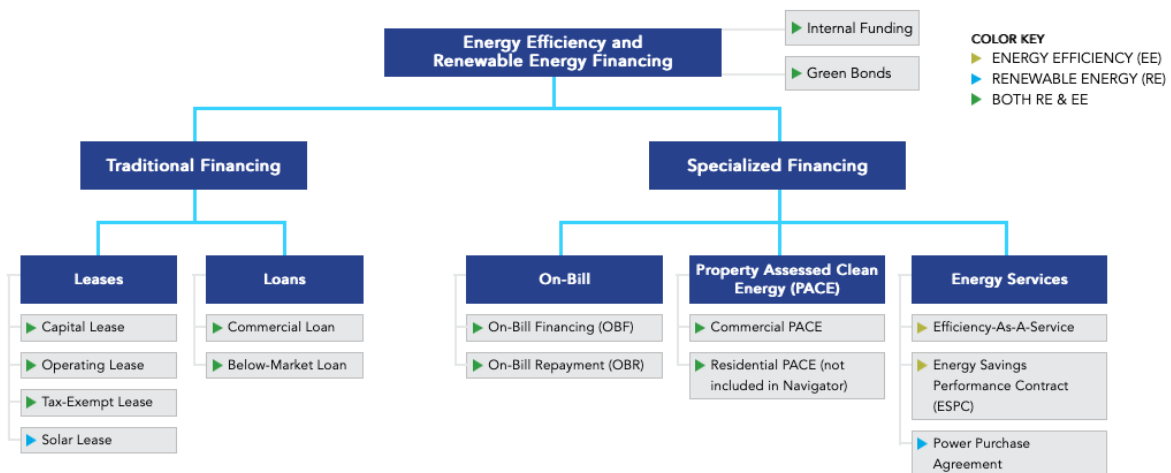 Energy Efficiency and
Renewable Energy Financing
Internal Funding
Green Bonds
COLOR KEY
ENERGY EFFICIENCY (EE)
RENEWABLE ENERGY (RE)
BOTH RE & EE
Traditional Financing
Specialized Financing
Leases
Capital Lease
Operating Lease
Tax-Exempt Lease
Solar Lease
Loans
Commercial Loan
Below-Market Loan
On-Bill
On-Bill Financing (OBF)
On-Bill Repayment (OBR)
Property Assessed Clean
Energy (PACE)
Commercial PACE
Residential PACE (not
included in Navigator)
Energy Services
Efficiency-As-A-Service
Energy Savings
Performance Contract
(ESPC)
Power Purchase
Agreement